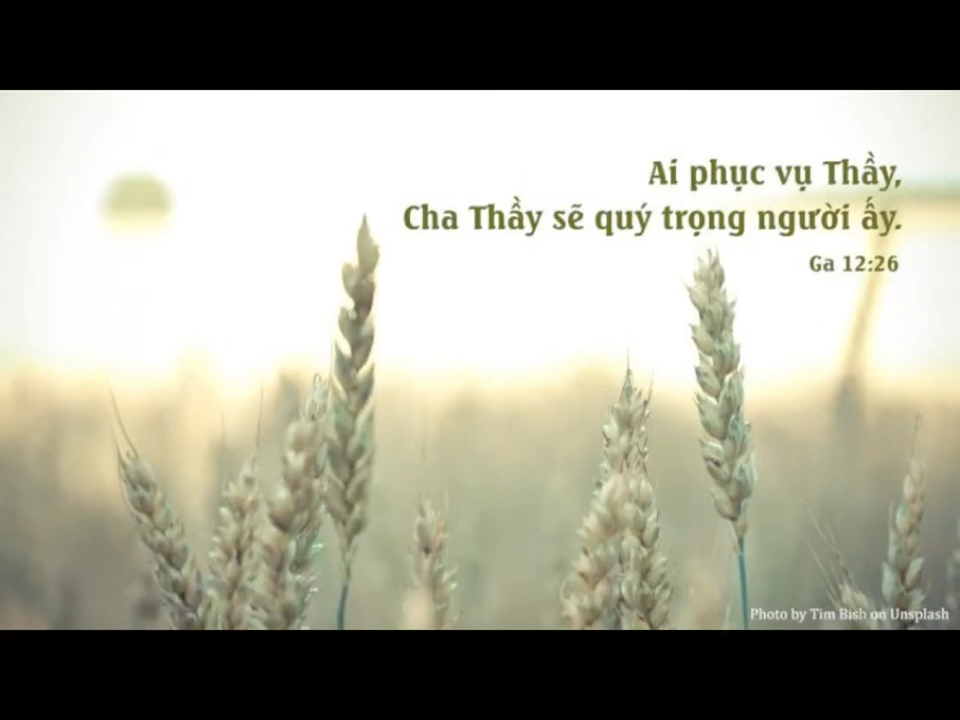 Ai phục vụ Thầy,
Cha Thầy sẽ quý trọng người ấy.
Ga 12:26
Photo by Tim Bish on Unsplash